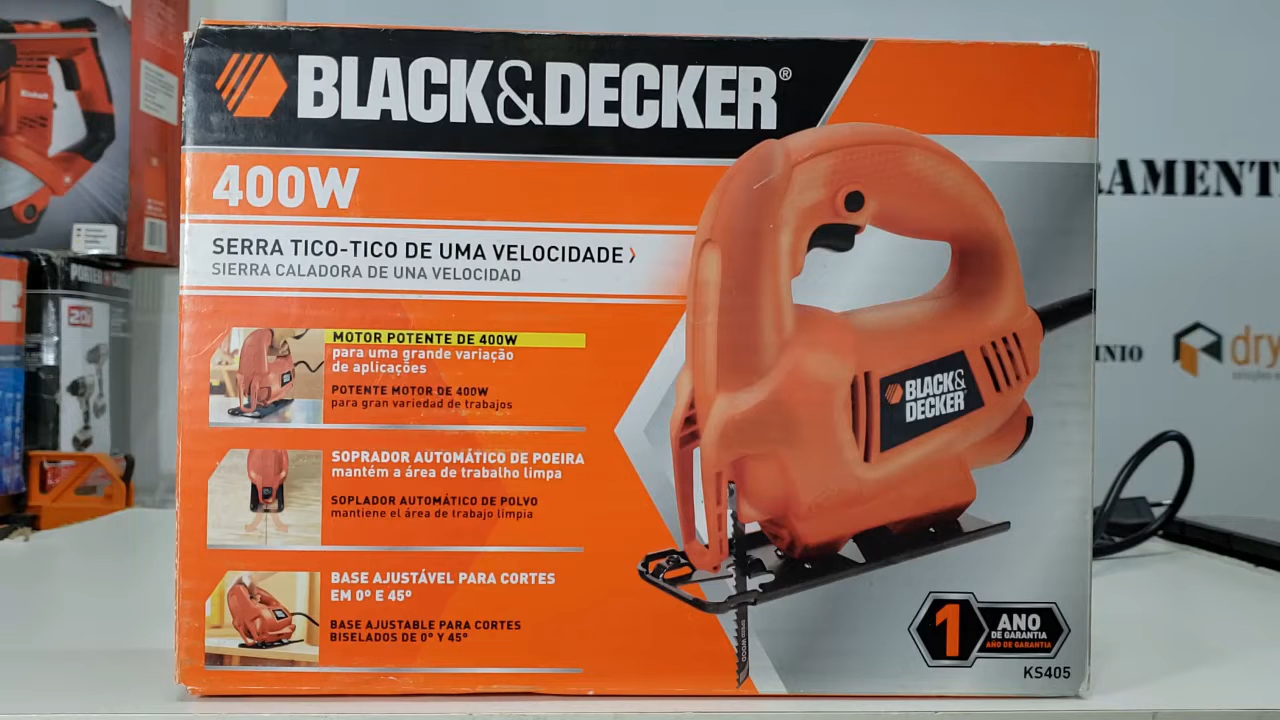 BLACK&DECKER®
400W
SERRA TICO-TICO DE UMA VELOCIDADE >
SIERRA CALADORA DE UNA VELOCIDAD
MOTOR POTENTE DE 400W
para uma grande variação
de aplicações
POTENTE MOTOR DE 400W
para gran variedad de trabajos
SOPRADOR AUTOMÁTICO DE POEIRA
mantém a área de trabalho limpa
SOPLADOR AUTOMÁTICO DE POLVO
mantiene el área de trabajo limpia
BASE AJUSTÁVEL PARA CORTES
EM 0º E 45º
BASE AJUSTABLE PARA CORTES
BISELADOS DE 0º Y 45º
BLACK&
DECKER
1 ANO
DE GARANTIA
AÑO DE GARANTIA
KS405
Einhell
20
RAMENT
INIO
dry